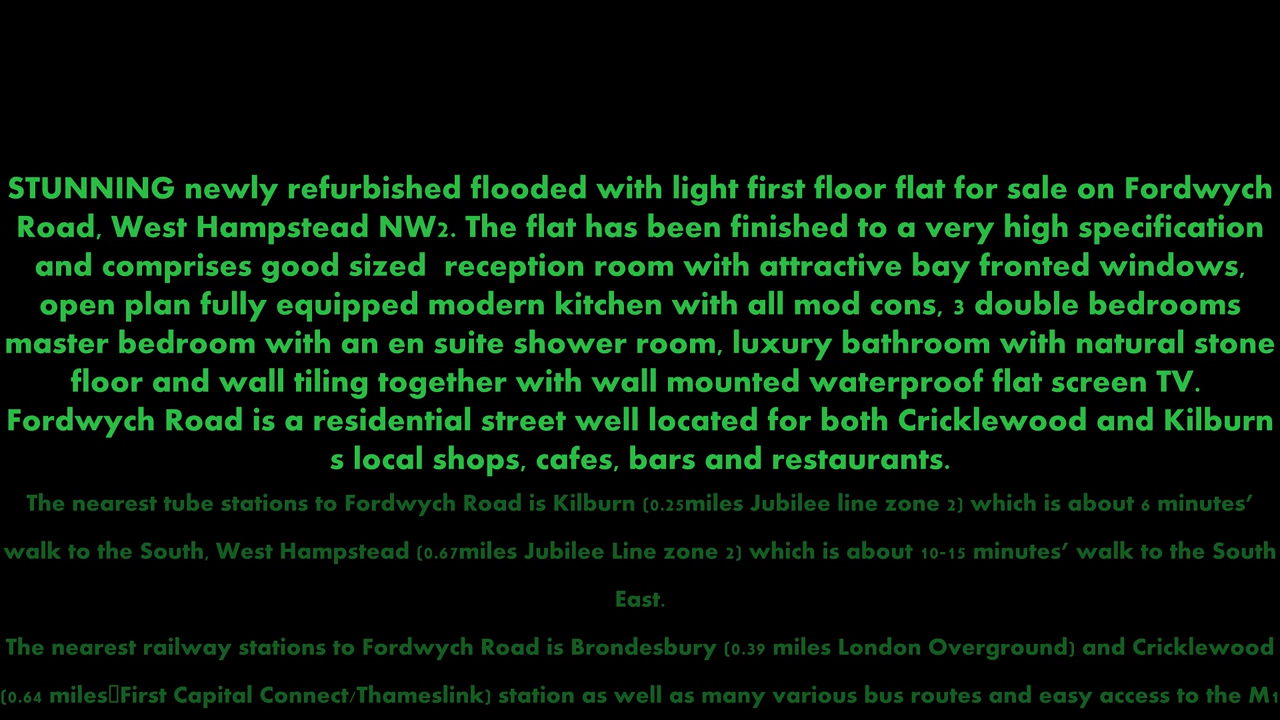 STUNNING newly refurbished flooded with light first floor flat for sale on Fordwych
Road, West Hampstead NW2. The flat has been finished to a very high specification
and comprises good sized  reception room with attractive bay fronted windows,
open plan fully equipped modern kitchen with all mod cons, 3 double bedrooms
master bedroom with an en suite shower room, luxury bathroom with natural stone
floor and wall tiling together with wall mounted waterproof flat screen TV.
Fordwych Road is a residential street well located for both Cricklewood and Kilburn
s local shops, cafes, bars and restaurants.
The nearest tube stations to Fordwych Road is Kilburn (0.25miles Jubilee line zone 2) which is about 6 minutes’
walk to the South, West Hampstead (0.67miles Jubilee Line zone 2) which is about 10-15 minutes’ walk to the South
East.
The nearest railway stations to Fordwych Road is Brondesbury (0.39 miles London Overground) and Cricklewood
(0.64 miles▯First Capital Connect/Thameslink) station as well as many various bus routes and easy access to the M1